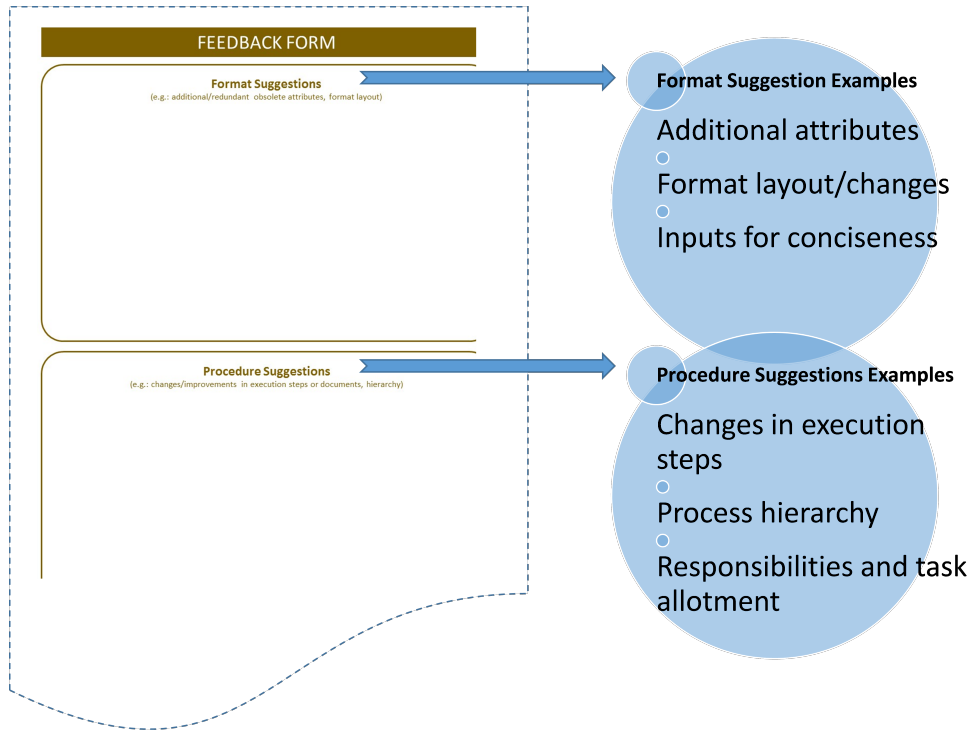 FEEDBACK FORM
Format Suggestions
(e.g.: additional/redundant obsolete attributes, format layout)
Procedure Suggestions
(e.g.: changes/improvements in execution steps or documents, hierarchy)
Format Suggestion Examples
Additional attributes
Format layout/changes
Inputs for conciseness
Procedure Suggestions Examples
Changes in execution
steps
Process hierarchy
Responsibilities and task
allotment